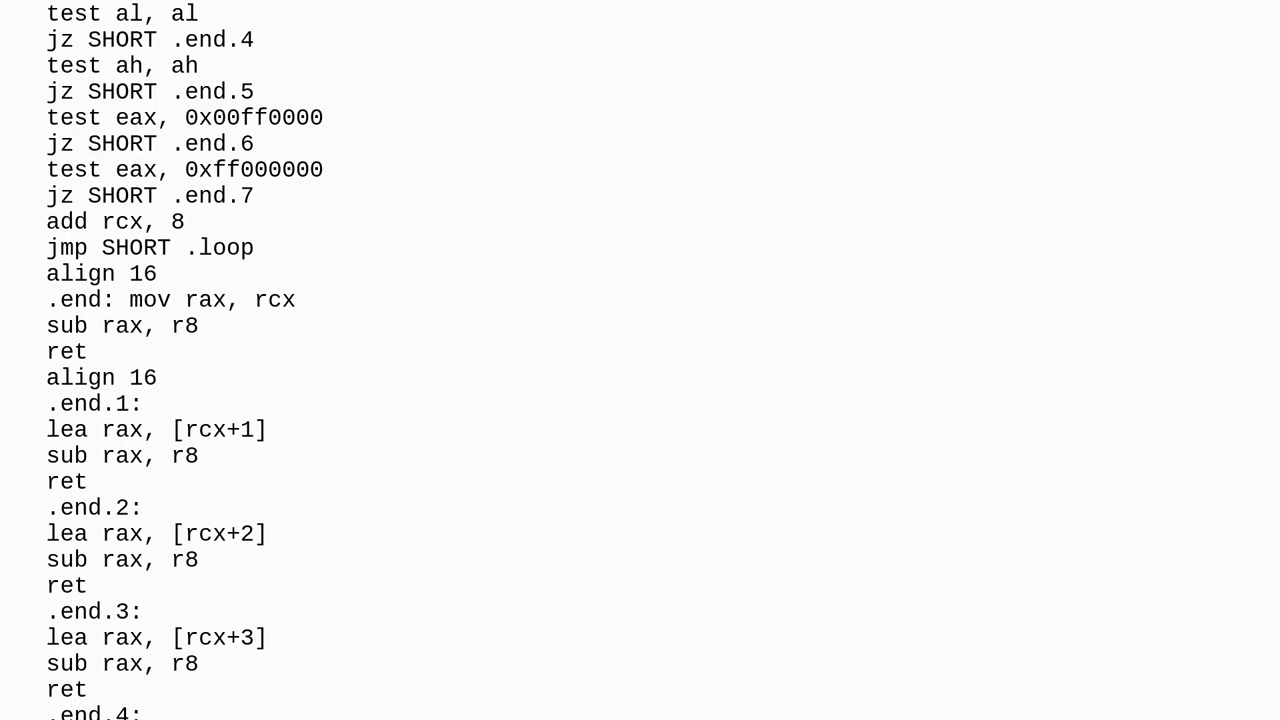 test al, al
jz SHORT .end.4
test ah, ah
jz SHORT .end.5
test eax, 0x00ff0000
jz SHORT .end.6
test eax, 0xff000000
jz SHORT .end.7
add rcx, 8
jmp SHORT .loop
align 16
.end: mov rax, rcx
sub rax, r8
ret
align 16
.end.1:
lea rax, [rcx+1]
sub rax, r8
ret
.end.2:
lea rax, [rcx+2]
sub rax, r8
ret
.end.3:
lea rax, [rcx+3]
sub rax, r8
ret
.end.4: